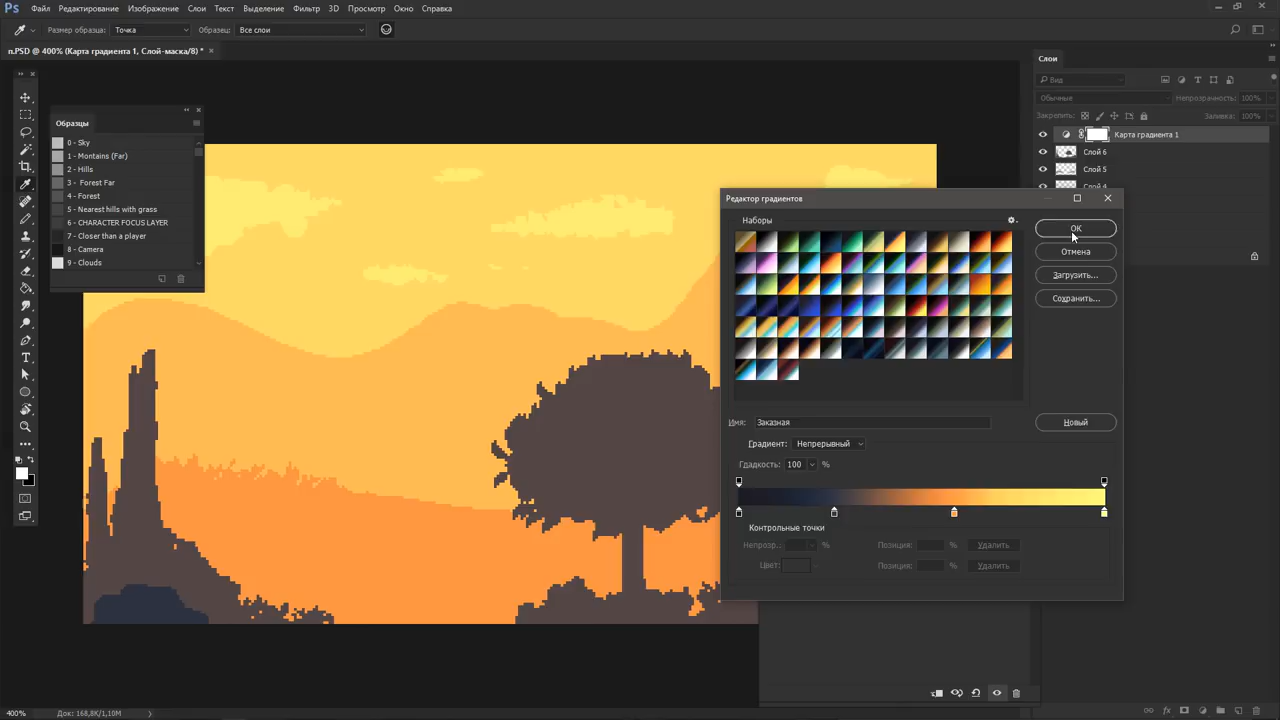 Ps Файл Редактирование Изображение Слои Текст Выделение Фильтр 3D Просмотр Окно Справка
Размер образца: Точка Образец: Все слои
п.PSD @ 400% (Карта градиента 1, Слой-маска/8) * ×
Слои
Вид
Обычные Непрозрачность: 100%
Закрепить: Заливка: 100%
Карта градиента 1
Слой 6
Слой 5
Слой 4
Образцы
0 - Sky
1 - Montains (Far)
2 - Hills
3 - Forest Far
4 - Forest
5 - Nearest hills with grass
6 - CHARACTER FOCUS LAYER
7 - Closer than a player
8 - Camera
9 - Clouds
Редактор градиентов
Наборы
ОК
Отмена
Загрузить...
Сохранить...
Имя: Заказная
Новый
Градиент: Непрерывный
Гладкость: 100 %
Контрольные точки
Непрозр.: % Позиция: % Удалить
Цвет: Позиция: % Удалить
400% Док: 168,8K/1,10M